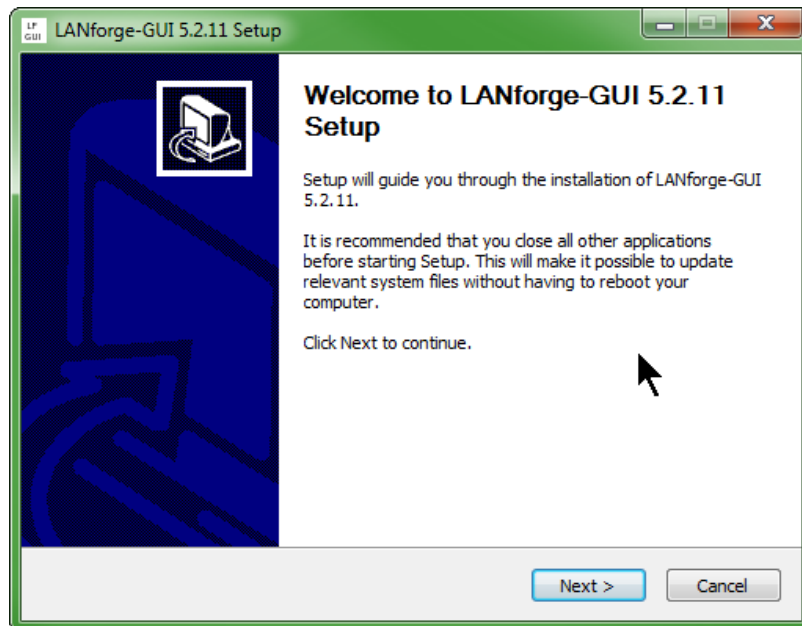 LF
GUI
LANforge-GUI 5.2.11 Setup
Welcome to LANforge-GUI 5.2.11
Setup
Setup will guide you through the installation of LANforge-GUI
5.2.11.
It is recommended that you close all other applications
before starting Setup. This will make it possible to update
relevant system files without having to reboot your
computer.
Click Next to continue.
Next >
Cancel